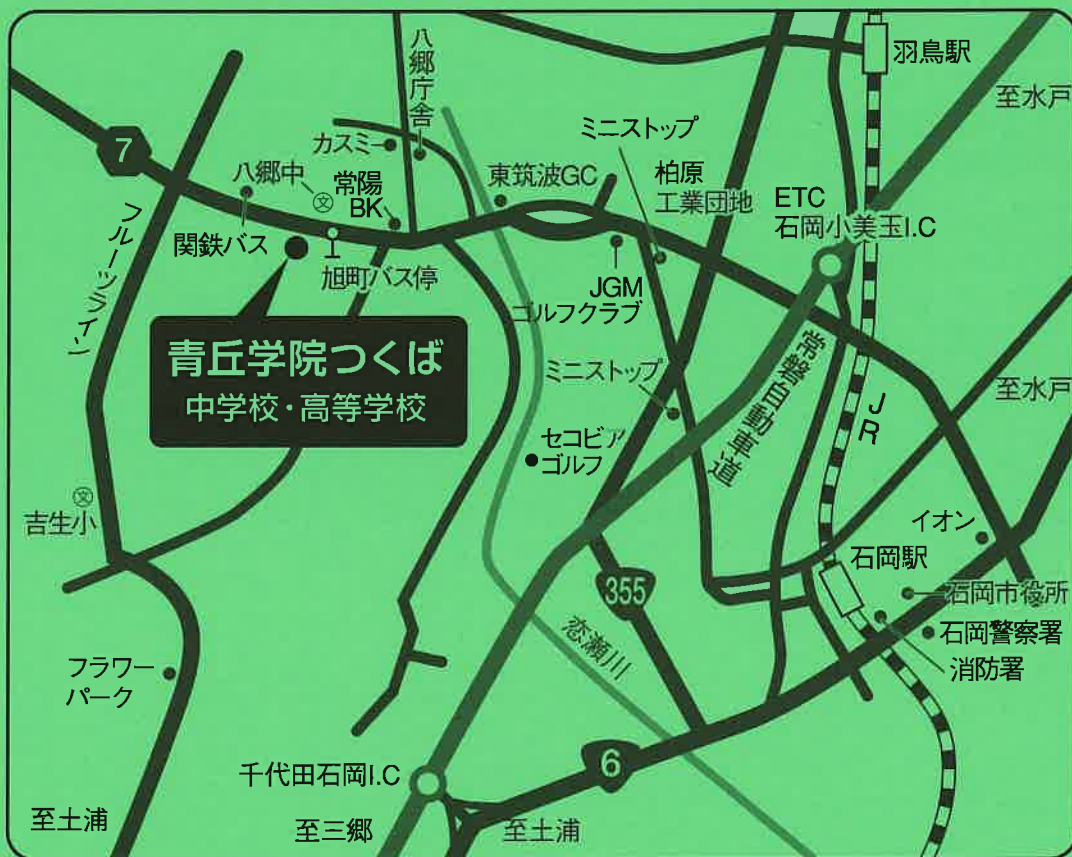 羽鳥駅
至水戸
八郷庁舎
ミニストップ
カスミ
7
八郷中
文
常陽
BK
東筑波GC
柏原
工業団地
ETC
石岡小美玉I.C
関鉄バス
旭町バス停
フルーツライン
JGM
ゴルフクラブ
青丘学院つくば
中学校・高等学校
ミニストップ
常磐自動車道
至水戸
JR
セコビア
ゴルフ
文
吉生小
イオン
石岡駅
355
石岡市役所
恋瀬川
石岡警察署
消防署
フラワー
パーク
千代田石岡I.C
6
至土浦
至三郷
至土浦